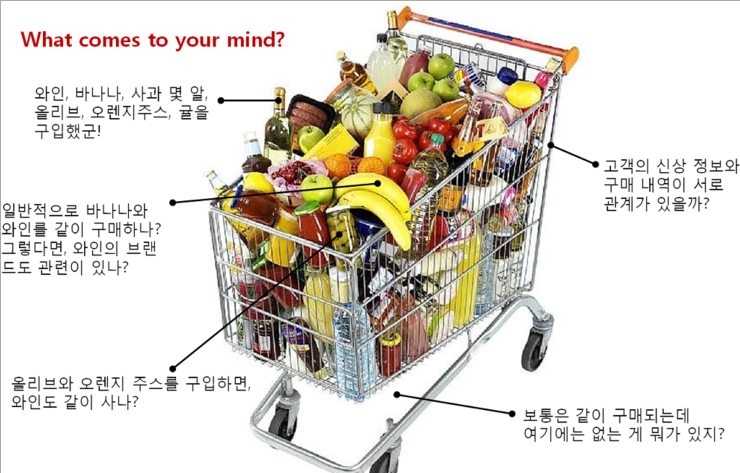 What comes to your mind?
와인, 바나나, 사과 몇 알,
올리브, 오렌지주스, 귤을
구입했군!
고객의 신상 정보와
구매 내역이 서로
관계가 있을까?
일반적으로 바나나와
와인를 같이 구매하나?
그렇다면, 와인의 브랜
드도 관련이 있나?
올리브와 오렌지 주스를 구입하면,
와인도 같이 사나?
보통은 같이 구매되는데
여기에는 없는 게 뭐가 있지?